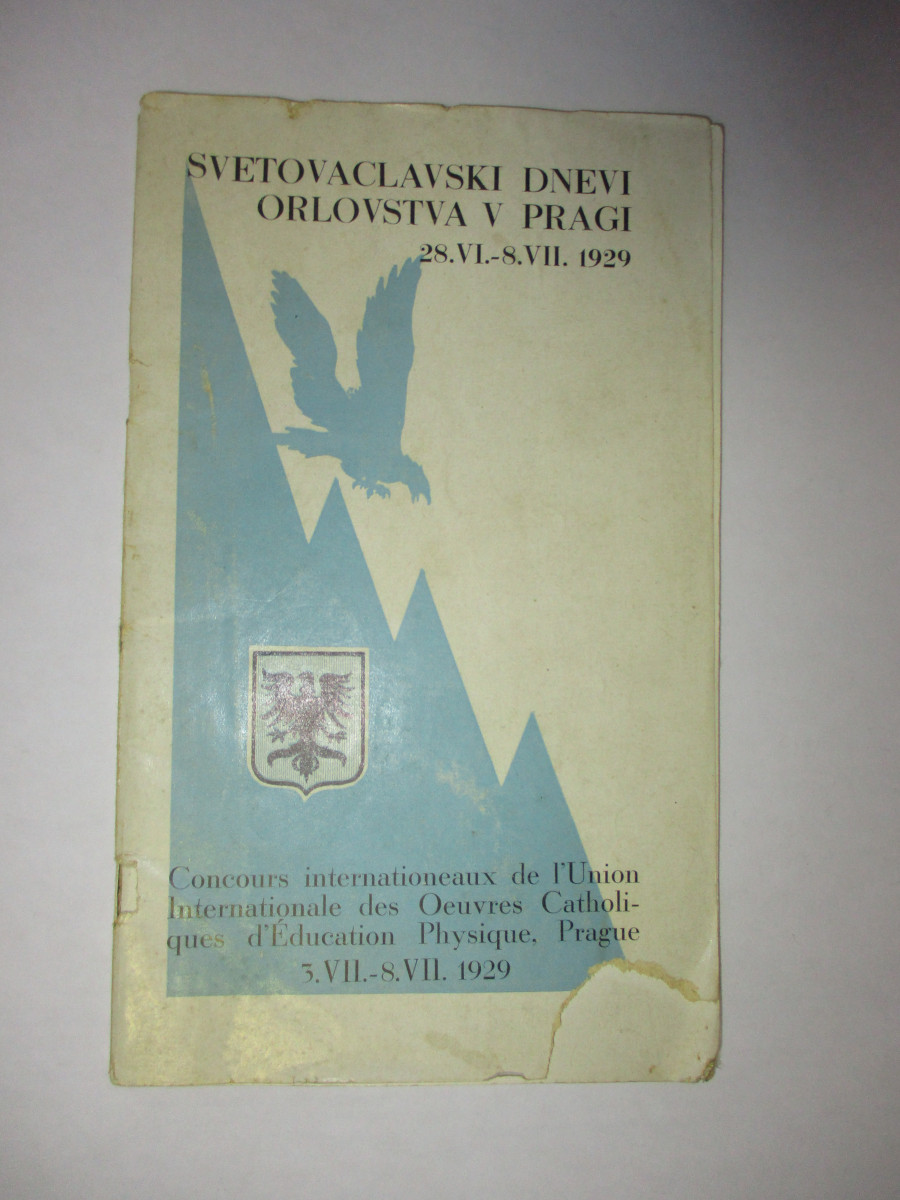 SVETOVACLAVSKI DNEVI
ORLOVSTVA V PRAGI
28.VI.-8.VII. 1929
Concours internationeaux de l'Union
Internationale des Oeuvres Catholi-
ques d'Éducation Physique, Prague
3.VII.-8.VII. 1929